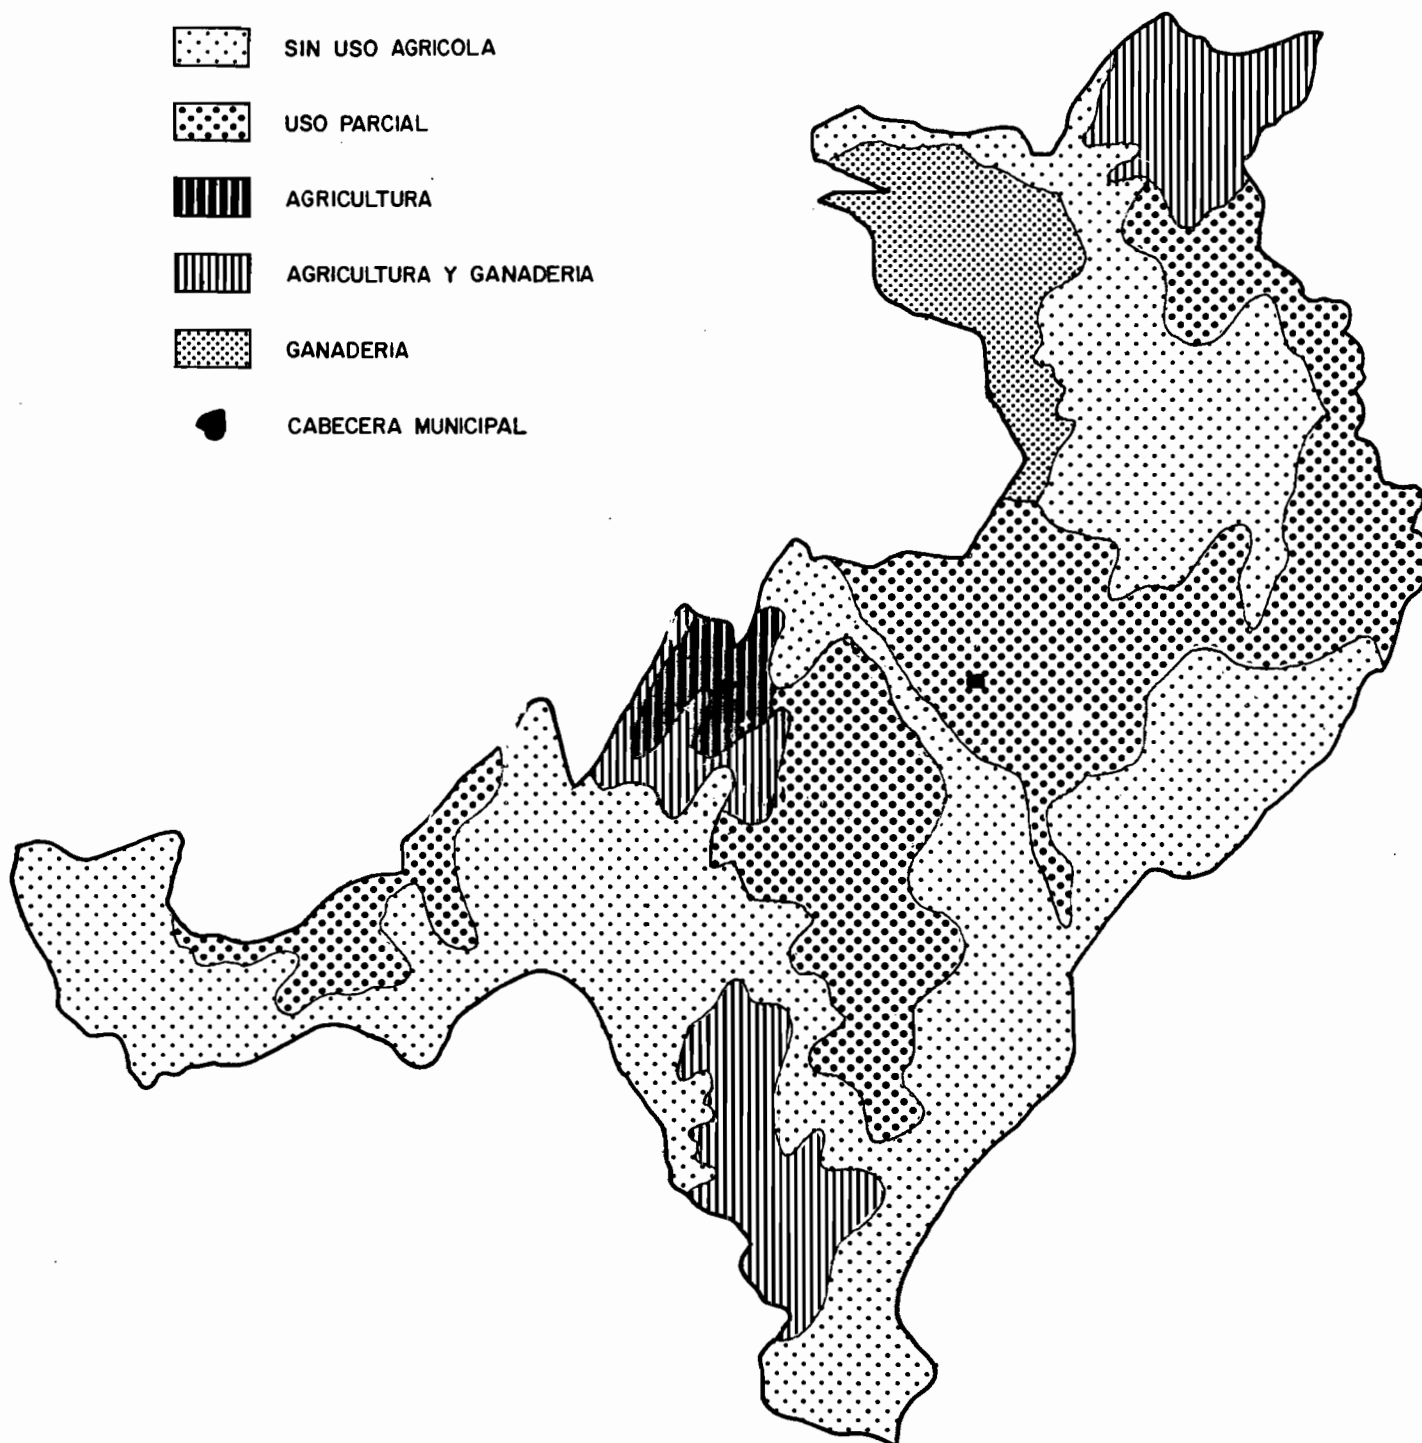 SIN USO AGRICOLA
USO PARCIAL
AGRICULTURA
AGRICULTURA Y GANADERIA
GANADERIA
CABECERA MUNICIPAL